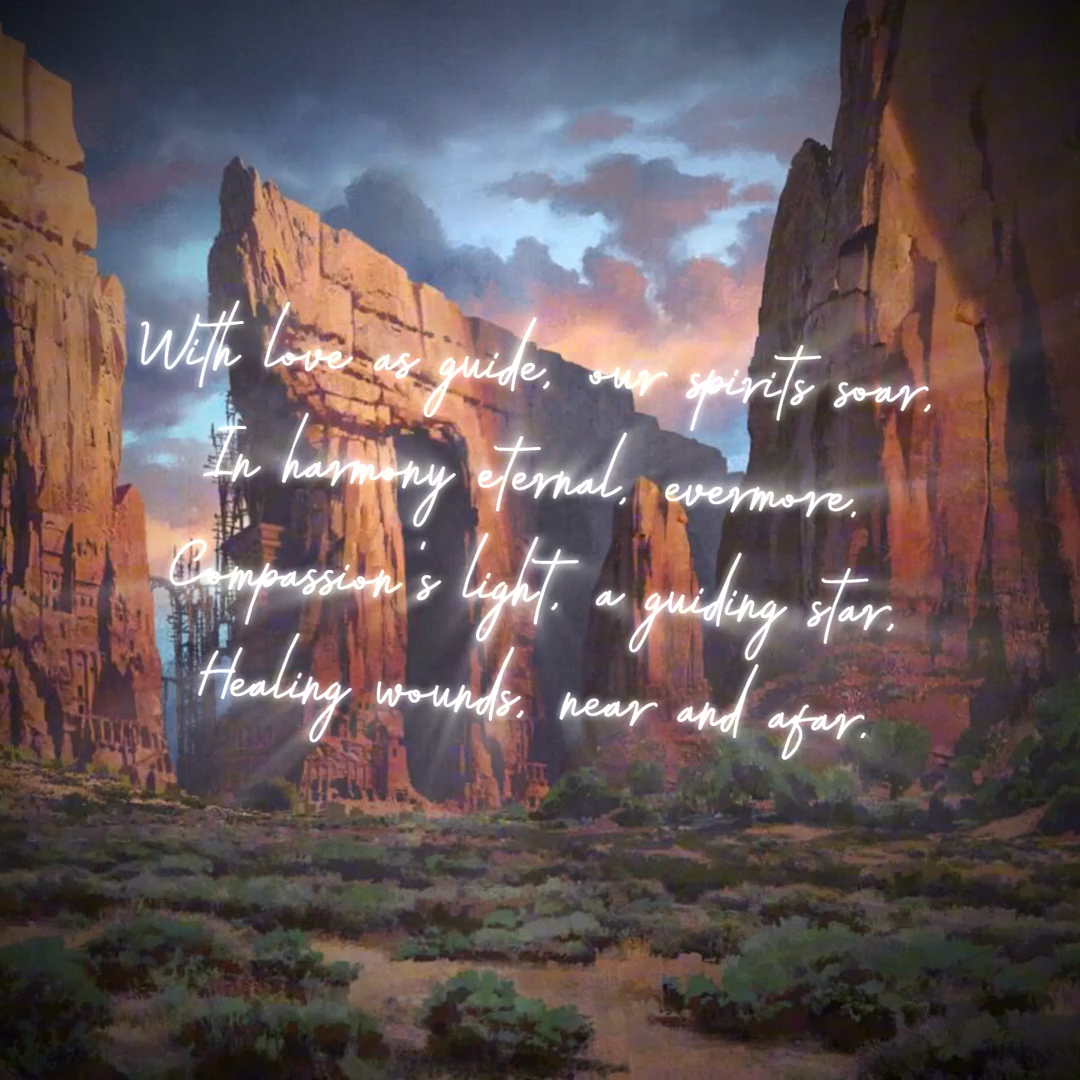 With love as guide, our spirits soar,
In harmony eternal, evermore.
Compassion's light, a guiding star,
Healing wounds, near and afar.